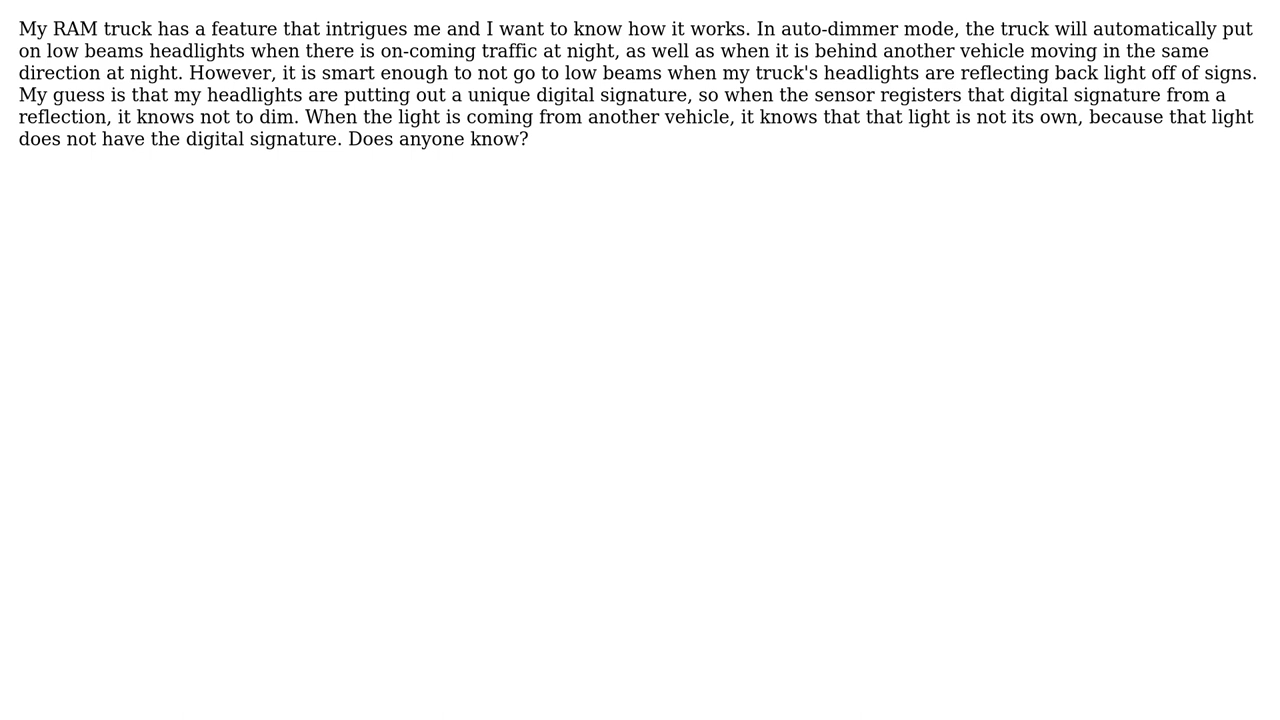 My RAM truck has a feature that intrigues me and I want to know how it works. In auto-dimmer mode, the truck will automatically put
on low beams headlights when there is on-coming traffic at night, as well as when it is behind another vehicle moving in the same
direction at night. However, it is smart enough to not go to low beams when my truck's headlights are reflecting back light off of signs.
My guess is that my headlights are putting out a unique digital signature, so when the sensor registers that digital signature from a
reflection, it knows not to dim. When the light is coming from another vehicle, it knows that that light is not its own, because that light
does not have the digital signature. Does anyone know?